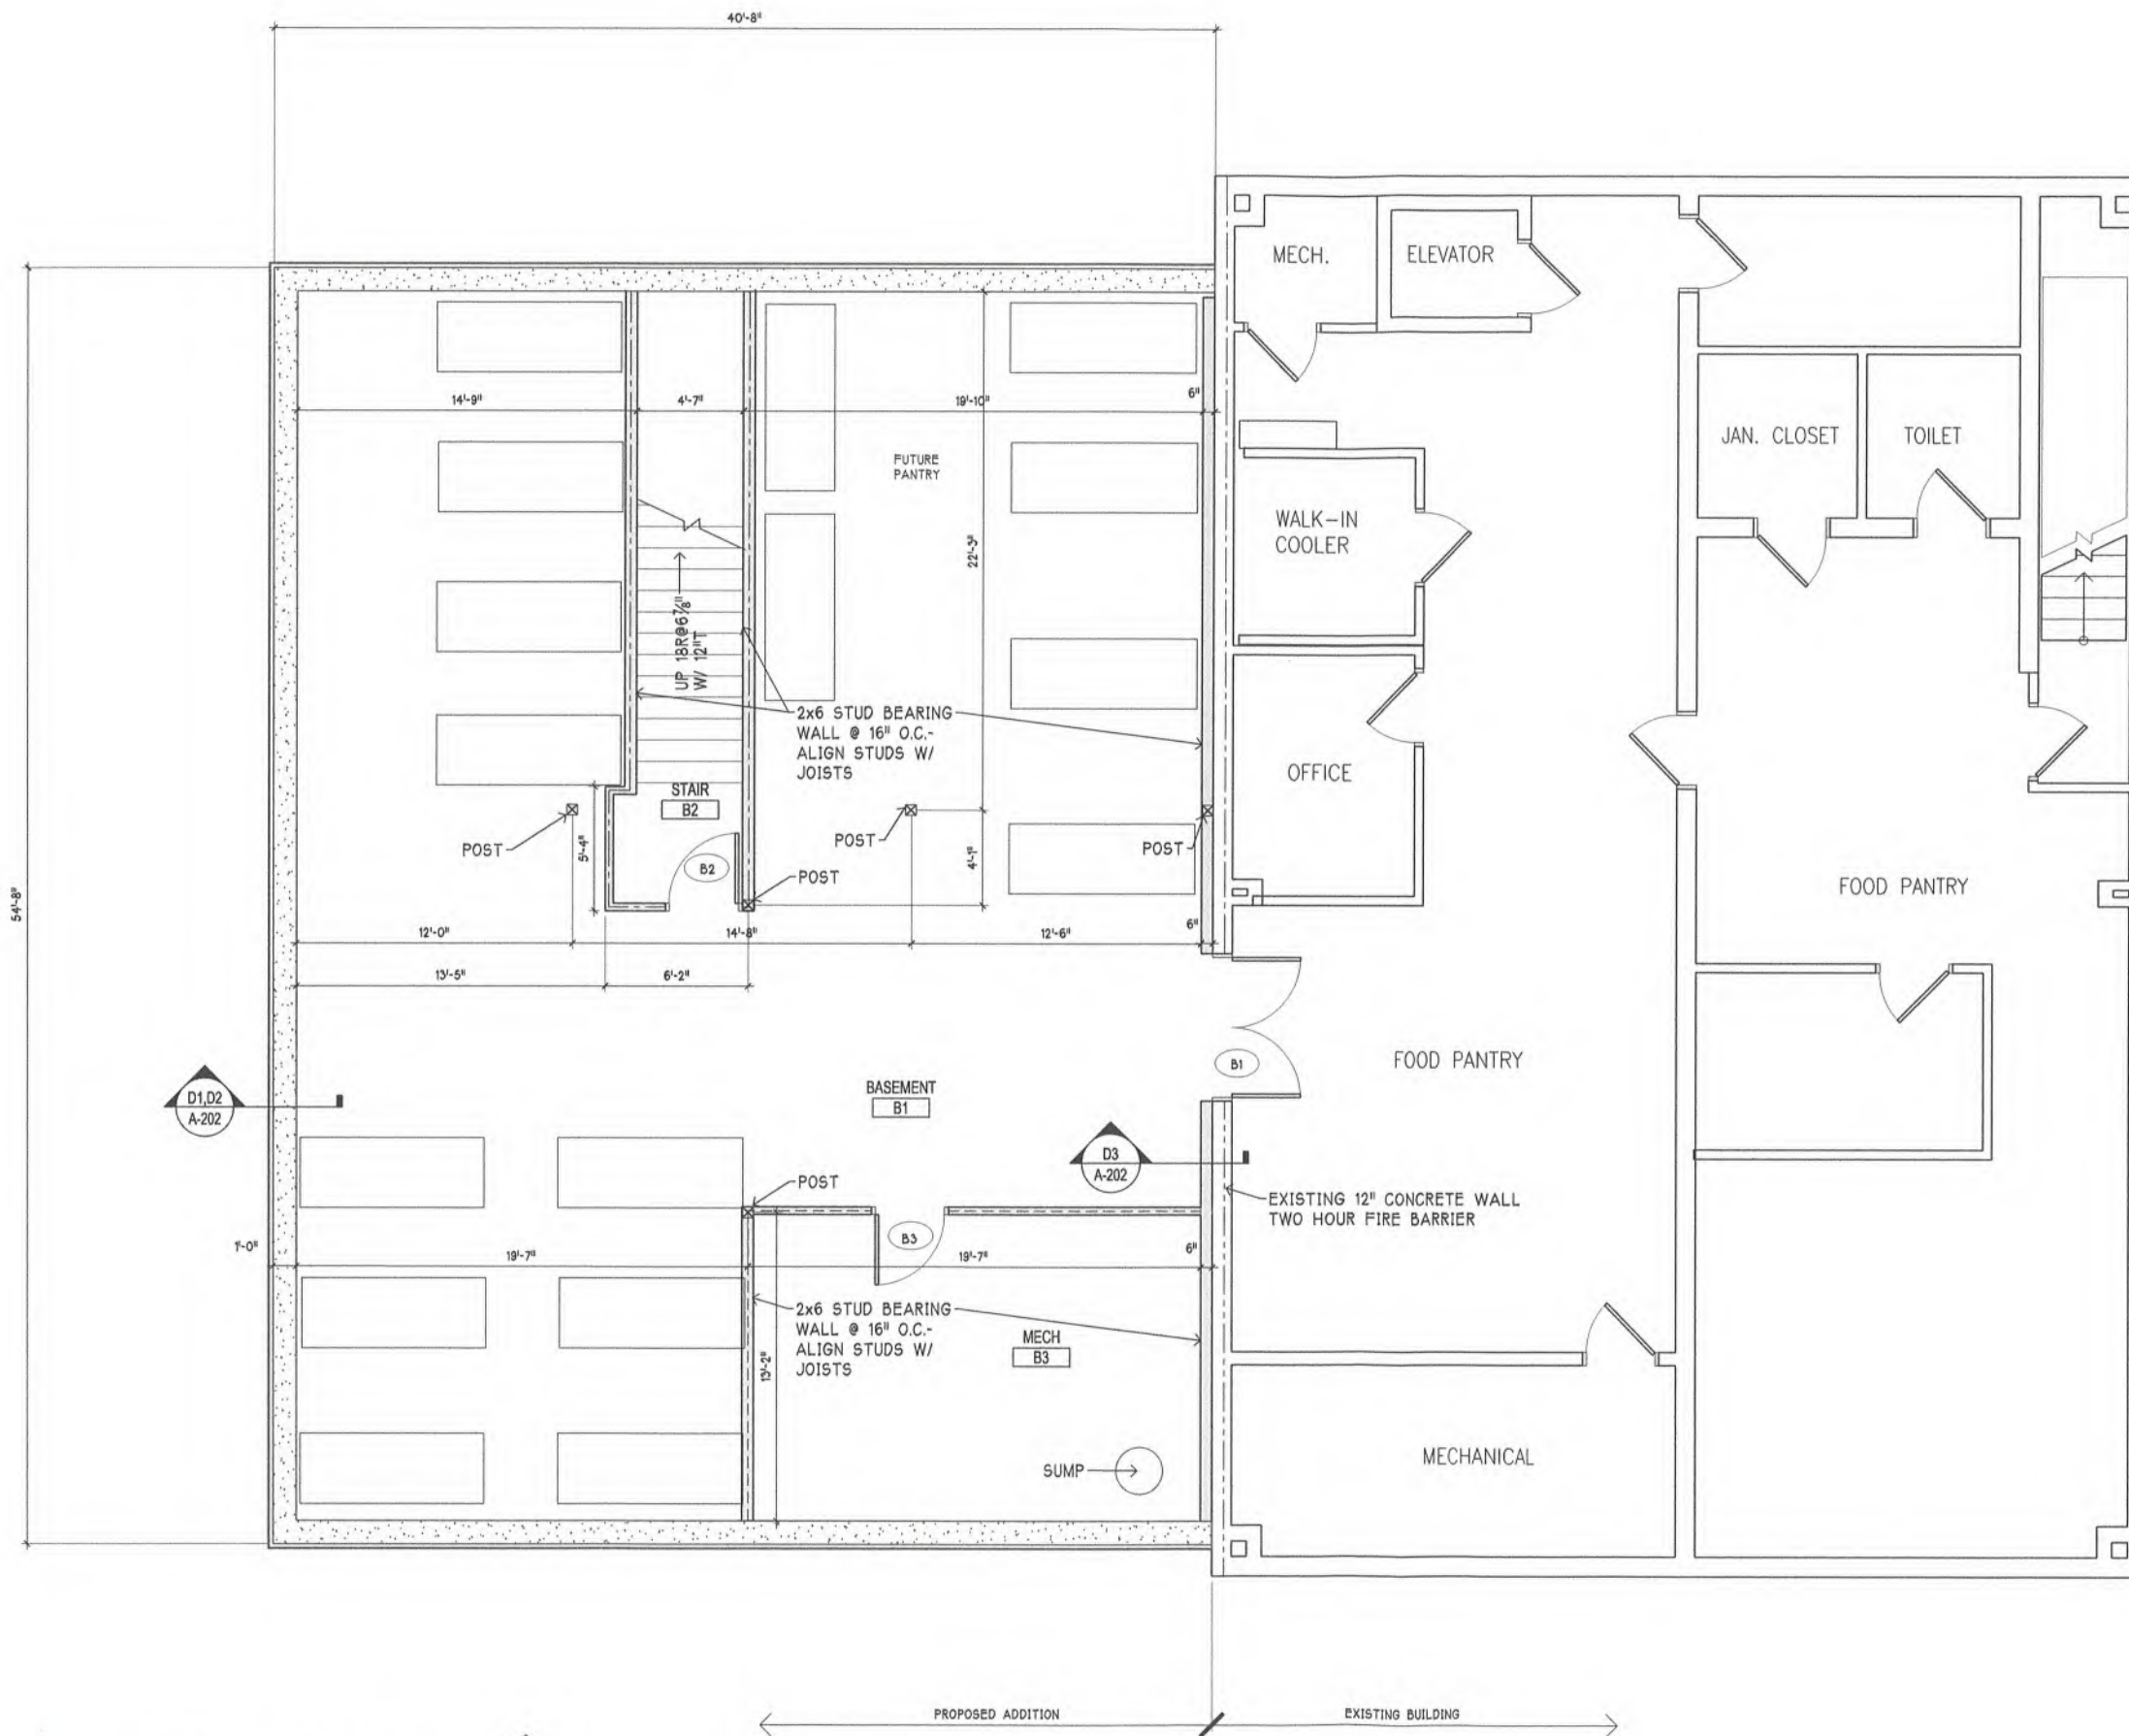 40'-8"
MECH.
ELEVATOR
14'-9"
4'-7"
19'-10"
6"
JAN. CLOSET
TOILET
FUTURE
PANTRY
WALK-IN
COOLER
22'-3"
UP 18R@6⅞"
W/ 12"T
2x6 STUD BEARING
WALL @ 16" O.C.-
ALIGN STUDS W/
JOISTS
OFFICE
STAIR
B2
POST
5'-4"
B2
POST
4'-1"
POST
POST
FOOD PANTRY
54'-8"
12'-0"
14'-8"
12'-6"
6"
13'-5"
6'-2"
B1
FOOD PANTRY
BASEMENT
B1
D1,D2
A-202
D3
A-202
POST
EXISTING 12" CONCRETE WALL
TWO HOUR FIRE BARRIER
1'-0"
19'-7"
B3
19'-7"
6"
2x6 STUD BEARING
WALL @ 16" O.C.-
ALIGN STUDS W/
JOISTS
13'-2"
MECH
B3
SUMP
MECHANICAL
PROPOSED ADDITION
EXISTING BUILDING